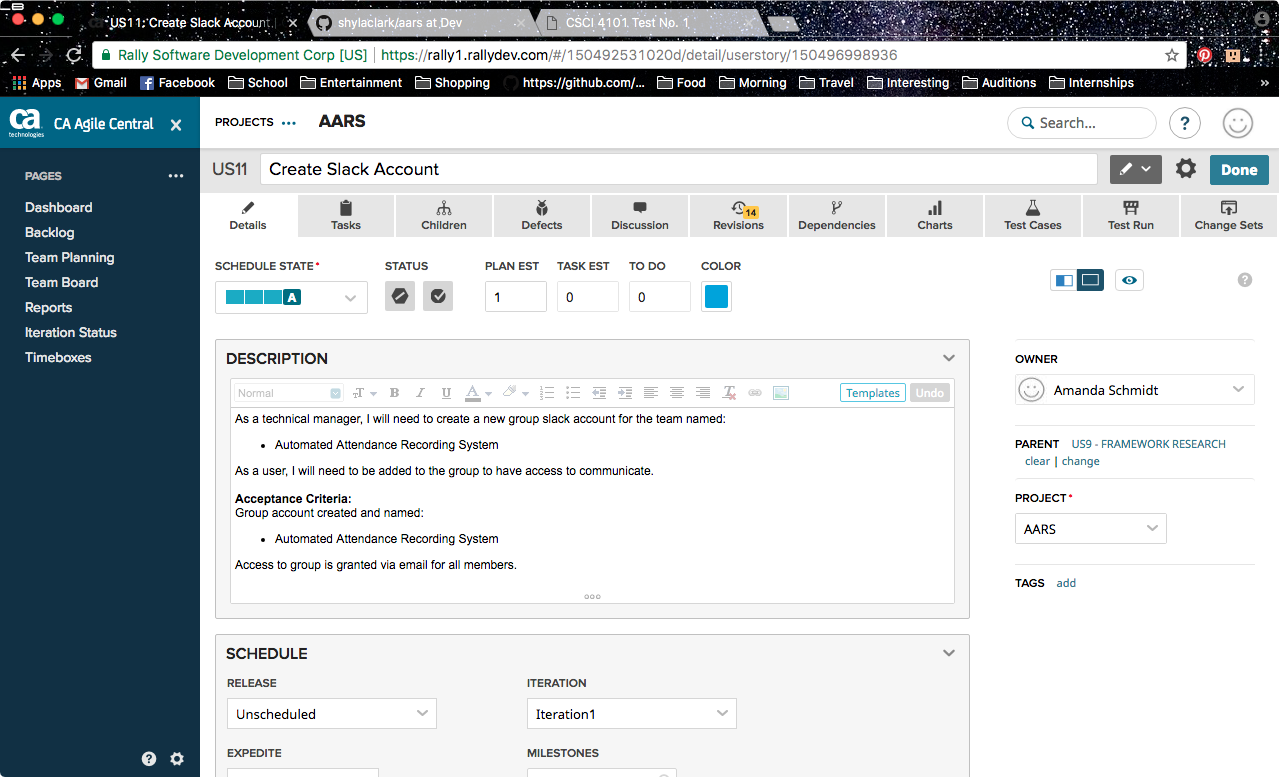 US11: Create Slack Account
shylaclark/aars at Dev
CSCI 4101 Test No. 1
Rally Software Development Corp [US]
https://rally1.rallydev.com/#/150492531020d/detail/userstory/150496998936
Apps
Gmail
Facebook
School
Entertainment
Shopping
https://github.com/...
Food
Morning
Travel
Interesting
Auditions
Internships
»
ca
technologies
CA Agile Central
PROJECTS
AARS
Search...
?
PAGES
Dashboard
Backlog
Team Planning
Team Board
Reports
Iteration Status
Timeboxes
US11
Create Slack Account
Done
Details
Tasks
Children
Defects
Discussion
14
Revisions
Dependencies
Charts
Test Cases
Test Run
Change Sets
SCHEDULE STATE*
A
STATUS
PLAN EST
1
TASK EST
0
TO DO
0
COLOR
?
DESCRIPTION
Normal
Templates
Undo
As a technical manager, I will need to create a new group slack account for the team named:
• Automated Attendance Recording System
As a user, I will need to be added to the group to have access to communicate.
Acceptance Criteria:
Group account created and named:
• Automated Attendance Recording System
Access to group is granted via email for all members.
OWNER
Amanda Schmidt
PARENT US9 - FRAMEWORK RESEARCH
clear | change
PROJECT*
AARS
TAGS add
SCHEDULE
RELEASE
Unscheduled
ITERATION
Iteration1
EXPEDITE
MILESTONES
?